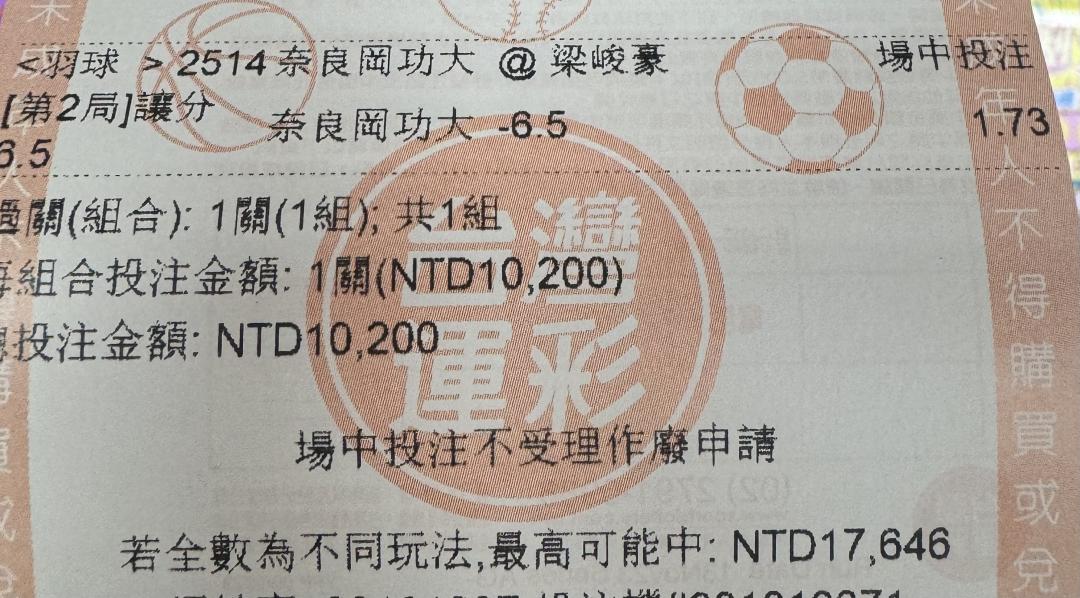 <羽球 > 2514 奈良岡功大 @ 梁峻豪 場中投注
[第2局]讓分 奈良岡功大 -6.5 1.73
6.5
過關(組合): 1關(1組); 共1組
每組合投注金額: 1關(NTD10,200)
總投注金額: NTD10,200
台灣
運彩
場中投注不受理作廢申請
若全數為不同玩法,最高可能中: NTD17,646
年人不得購買或兌